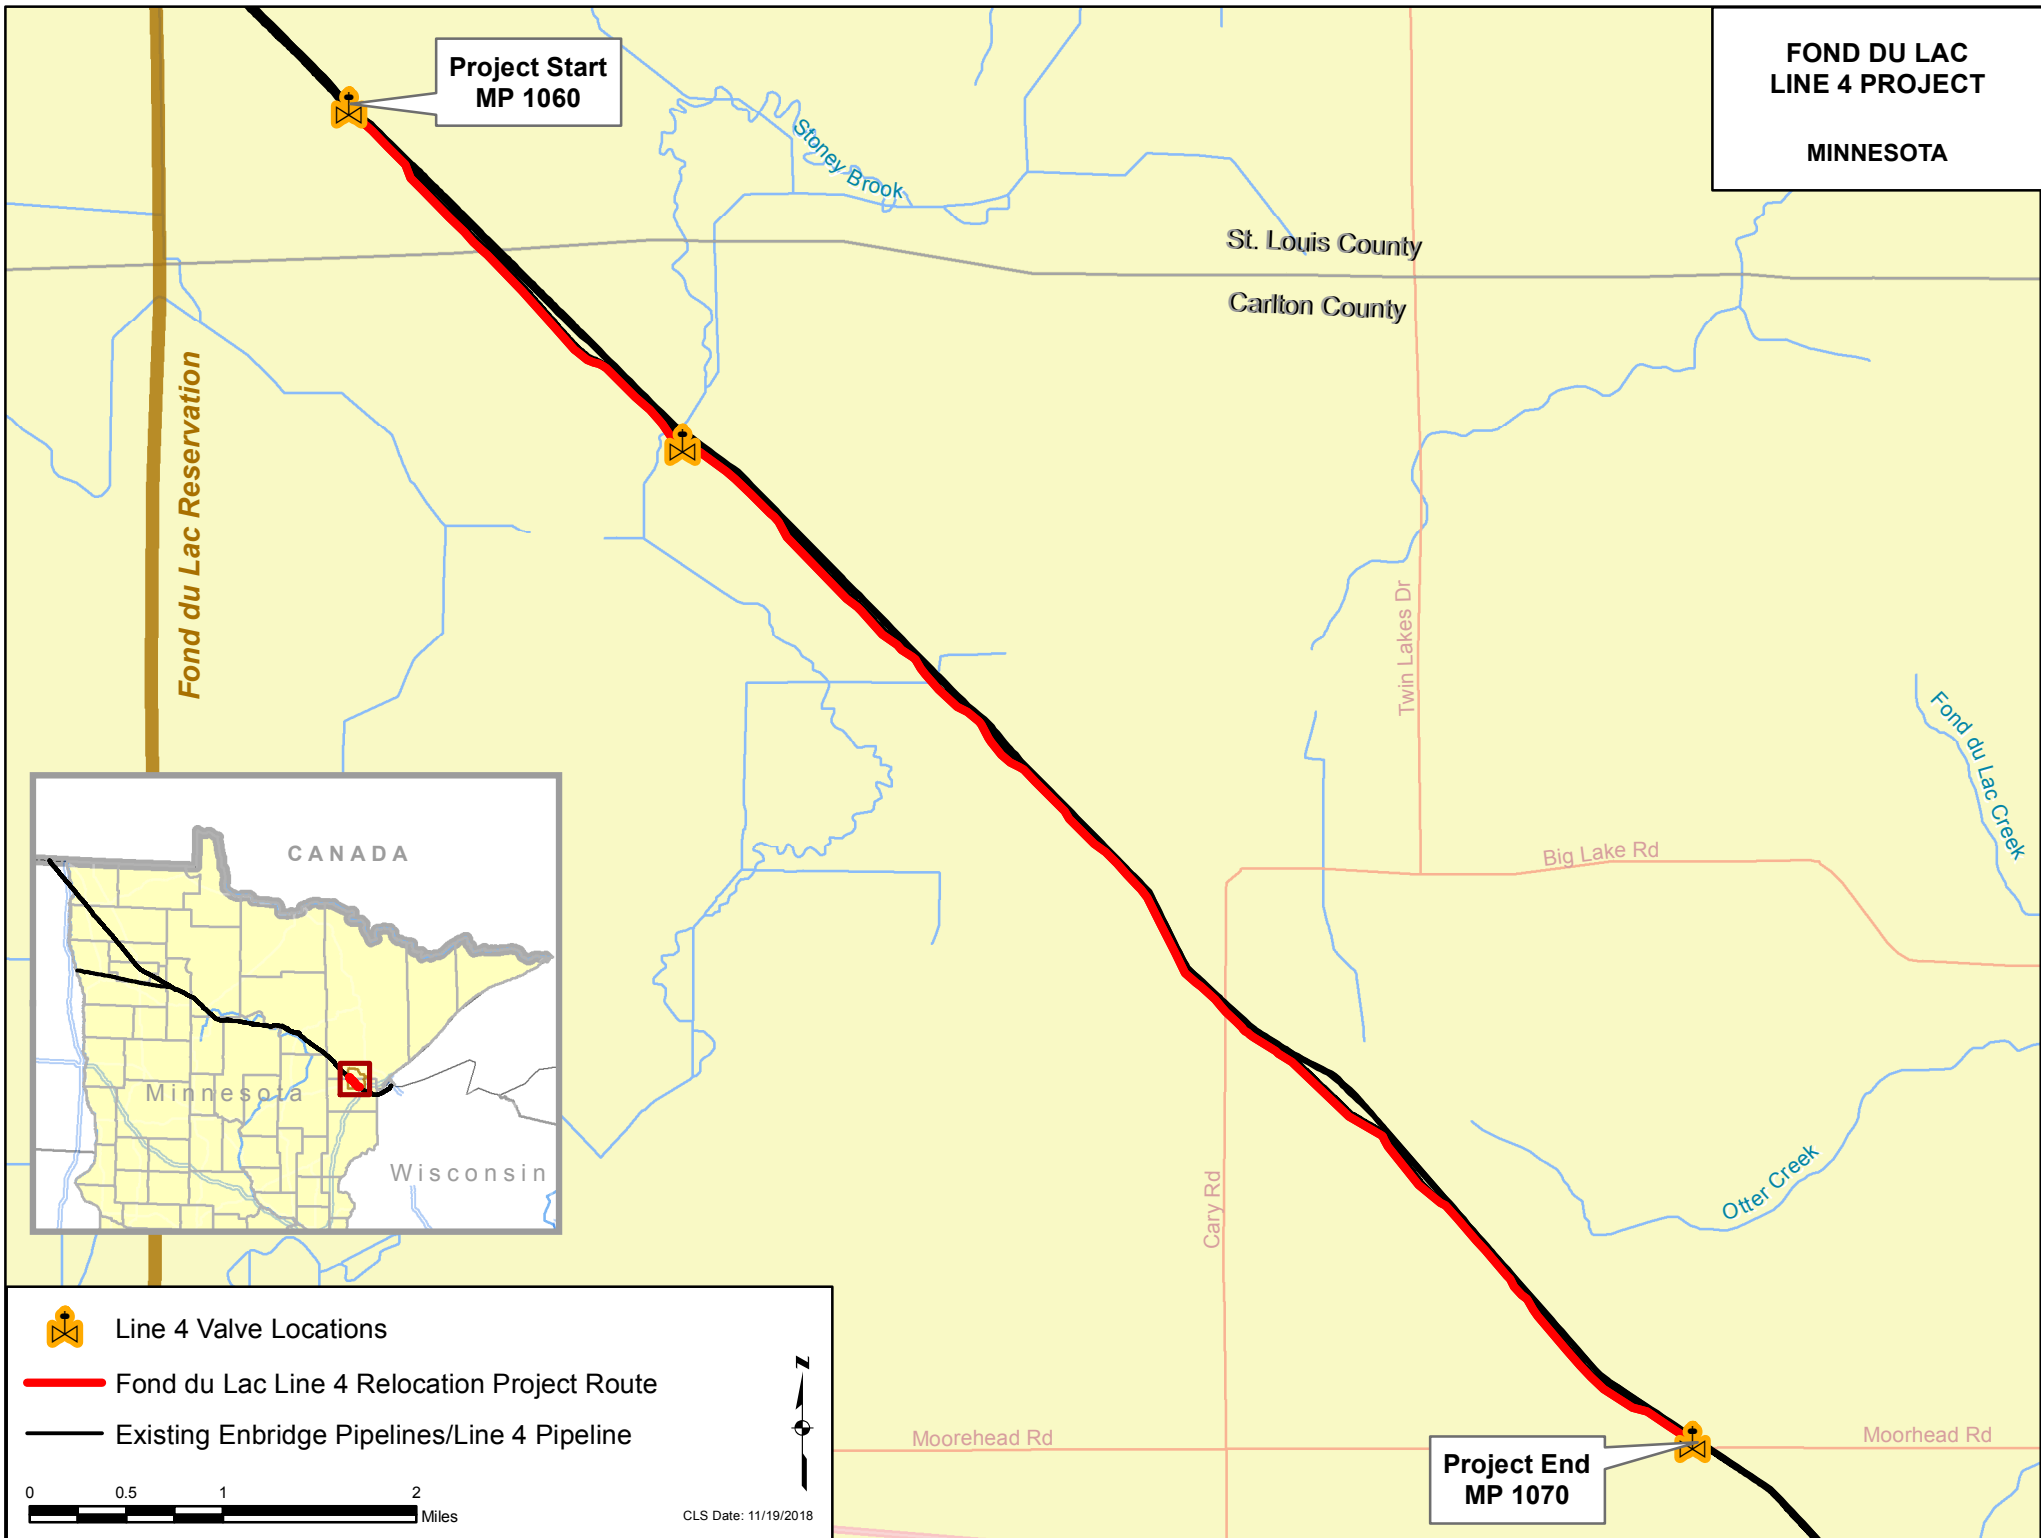 Project Start
MP 1060
FOND DU LAC
LINE 4 PROJECT
MINNESOTA
Stoney Brook
St. Louis County
Carlton County
Fond du Lac Reservation
Twin Lakes Dr
Fond du Lac Creek
Big Lake Rd
CANADA
Minnesota
Wisconsin
Cary Rd
Otter Creek
Moorehead Rd
Moorhead Rd
Project End
MP 1070
Line 4 Valve Locations
Fond du Lac Line 4 Relocation Project Route
Existing Enbridge Pipelines/Line 4 Pipeline
N
0 0.5 1 2
Miles
CLS Date: 11/19/2018